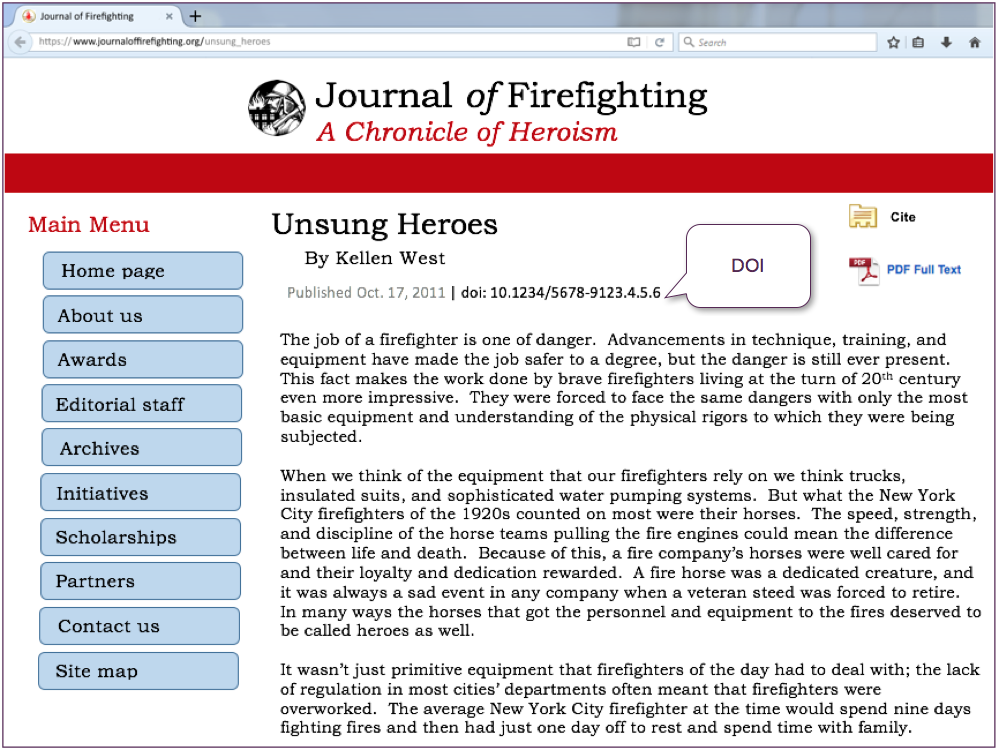 Journal of Firefighting
https://www.journaloffirefighting.org/unsung_heroes
Search
Journal of Firefighting
A Chronicle of Heroism
Main Menu
Home page
About us
Awards
Editorial staff
Archives
Initiatives
Scholarships
Partners
Contact us
Site map
Unsung Heroes
By Kellen West
Published Oct. 17, 2011 | doi: 10.1234/5678-9123.4.5.6
DOI
Cite
PDF
PDF Full Text
The job of a firefighter is one of danger.  Advancements in technique, training, and
equipment have made the job safer to a degree, but the danger is still ever present.
This fact makes the work done by brave firefighters living at the turn of 20th century
even more impressive.  They were forced to face the same dangers with only the most
basic equipment and understanding of the physical rigors to which they were being
subjected.
When we think of the equipment that our firefighters rely on we think trucks,
insulated suits, and sophisticated water pumping systems.  But what the New York
City firefighters of the 1920s counted on most were their horses.  The speed, strength,
and discipline of the horse teams pulling the fire engines could mean the difference
between life and death.  Because of this, a fire company's horses were well cared for
and their loyalty and dedication rewarded.  A fire horse was a dedicated creature, and
it was always a sad event in any company when a veteran steed was forced to retire.
In many ways the horses that got the personnel and equipment to the fires deserved to
be called heroes as well.
It wasn't just primitive equipment that firefighters of the day had to deal with; the lack
of regulation in most cities' departments often meant that firefighters were
overworked.  The average New York City firefighter at the time would spend nine days
fighting fires and then had just one day off to rest and spend time with family.